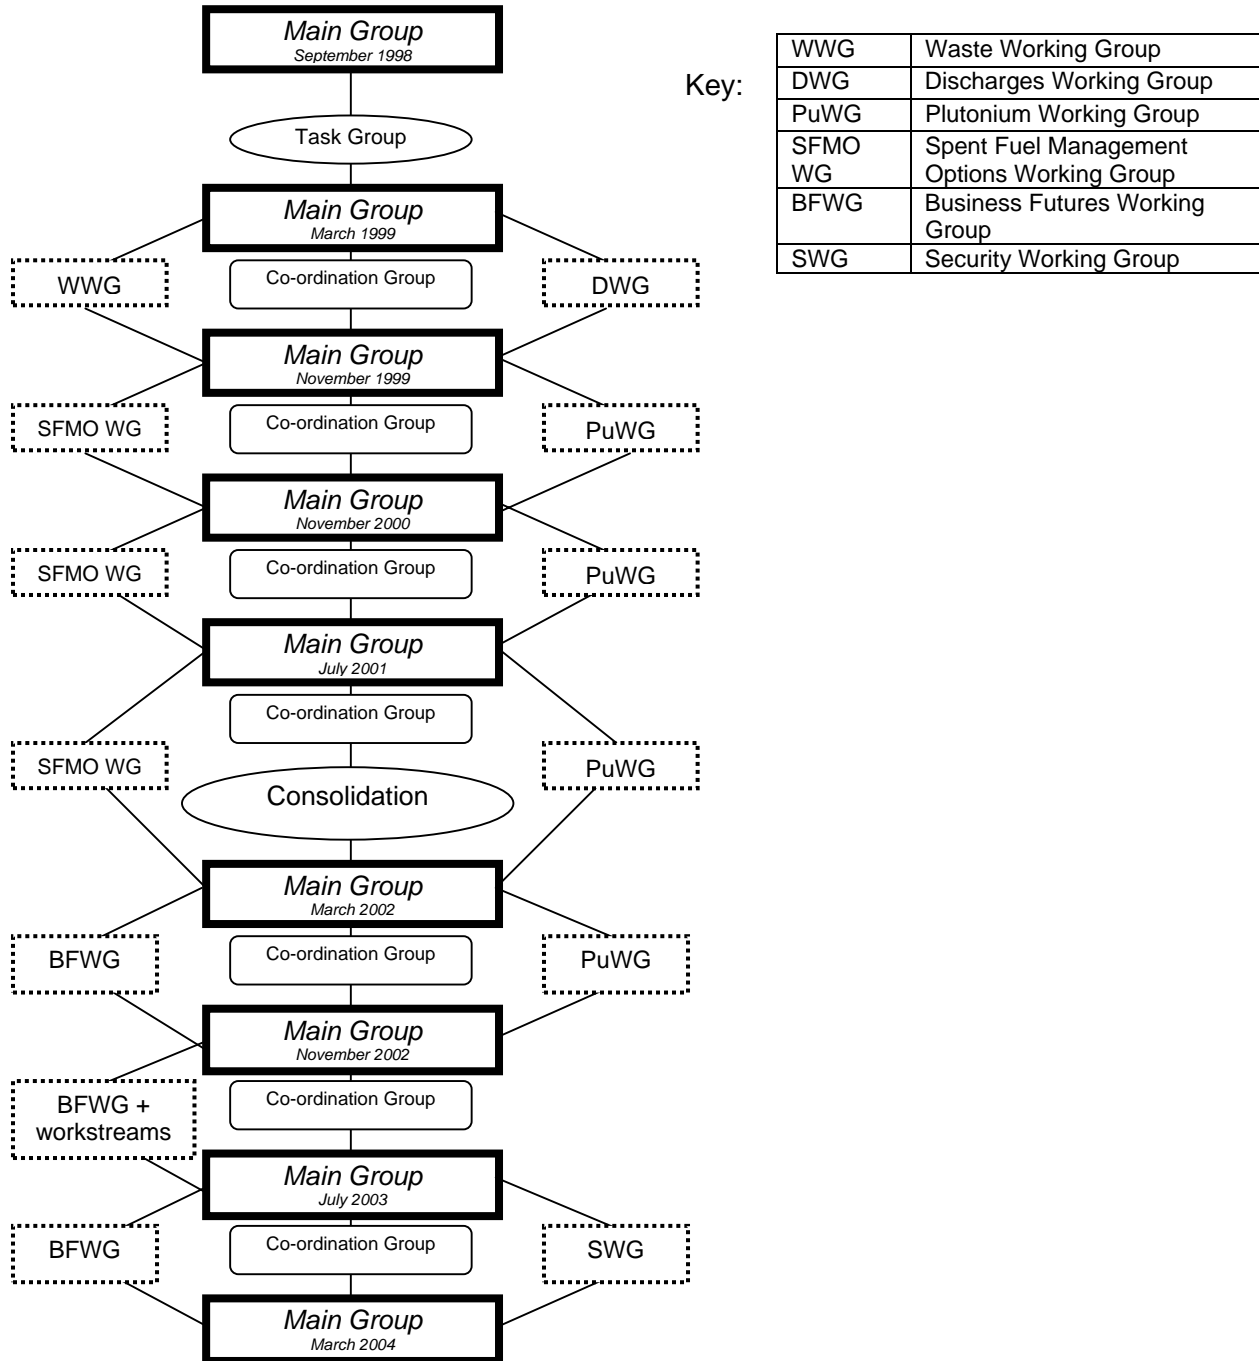 Main Group
September 1998
Key:
WWG Waste Working Group
DWG Discharges Working Group
PuWG Plutonium Working Group
SFMO Spent Fuel Management
WG Options Working Group
BFWG Business Futures Working
Group
SWG Security Working Group
Task Group
Main Group
March 1999
WWG
Co-ordination Group
DWG
Main Group
November 1999
SFMO WG
Co-ordination Group
PuWG
Main Group
November 2000
SFMO WG
Co-ordination Group
PuWG
Main Group
July 2001
Co-ordination Group
SFMO WG
PuWG
Consolidation
Main Group
March 2002
BFWG
Co-ordination Group
PuWG
Main Group
November 2002
BFWG +
workstreams
Co-ordination Group
Main Group
July 2003
BFWG
Co-ordination Group
SWG
Main Group
March 2004